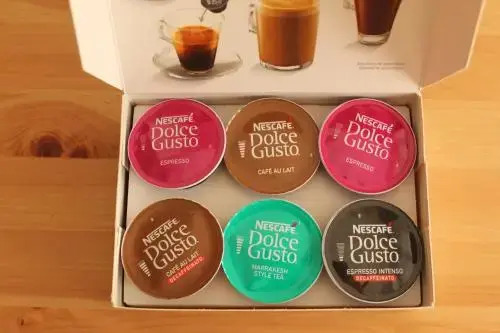 NESCAFÉ
DOLCE
GUSTO
ESPRESSO
NESCAFÉ
DOLCE
GUSTO
CAFÉ AU LAIT
NESCAFÉ
DOLCE
GUSTO
ESPRESSO
NESCAFÉ
DOLCE
GUSTO
CAFÉ AU LAIT
DECAFFEINATO
NESCAFÉ
DOLCE
GUSTO
MARRAKESH
STYLE TEA
NESCAFÉ
DOLCE
GUSTO
ESPRESSO INTENSO
DECAFFEINATO